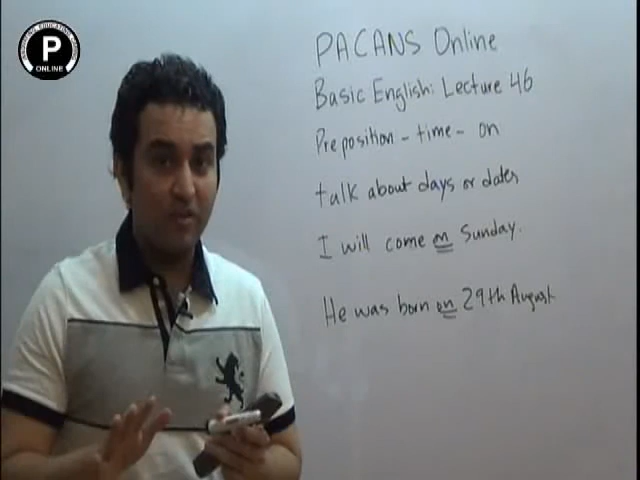 P
ONLINE
PACANS Online
Basic English: Lecture 46
Preposition - time - on
talk about days or dates
I will come on Sunday.
He was born on 29th August